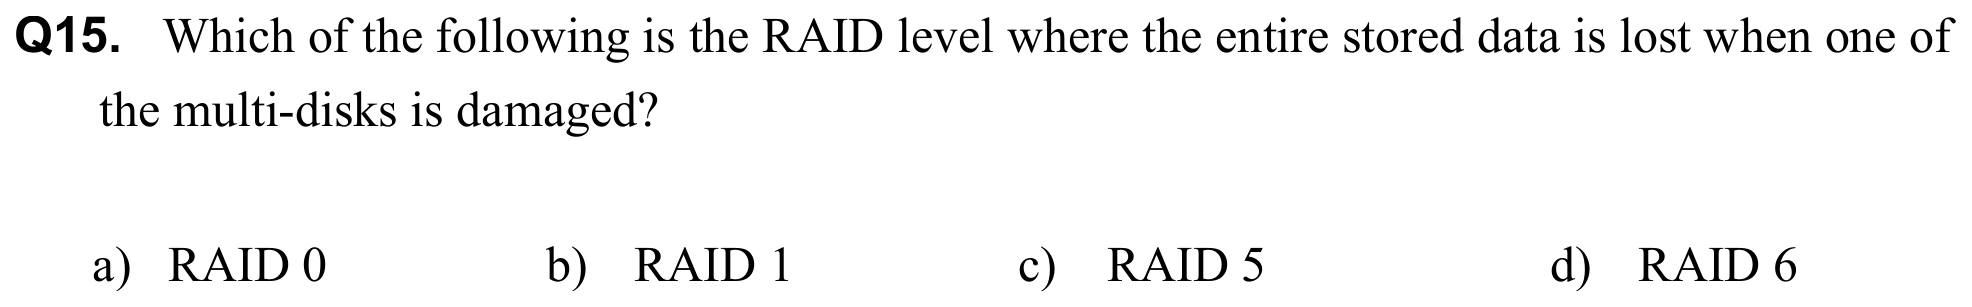 Q15. Which of the following is the RAID level where the entire stored data is lost when one of
the multi-disks is damaged?
a) RAID 0 b) RAID 1 c) RAID 5 d) RAID 6